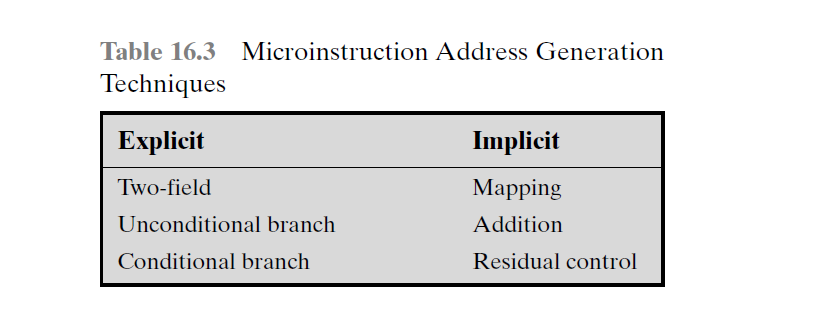 Table 16.3 Microinstruction Address Generation
Techniques
Explicit Implicit
Two-field Mapping
Unconditional branch Addition
Conditional branch Residual control